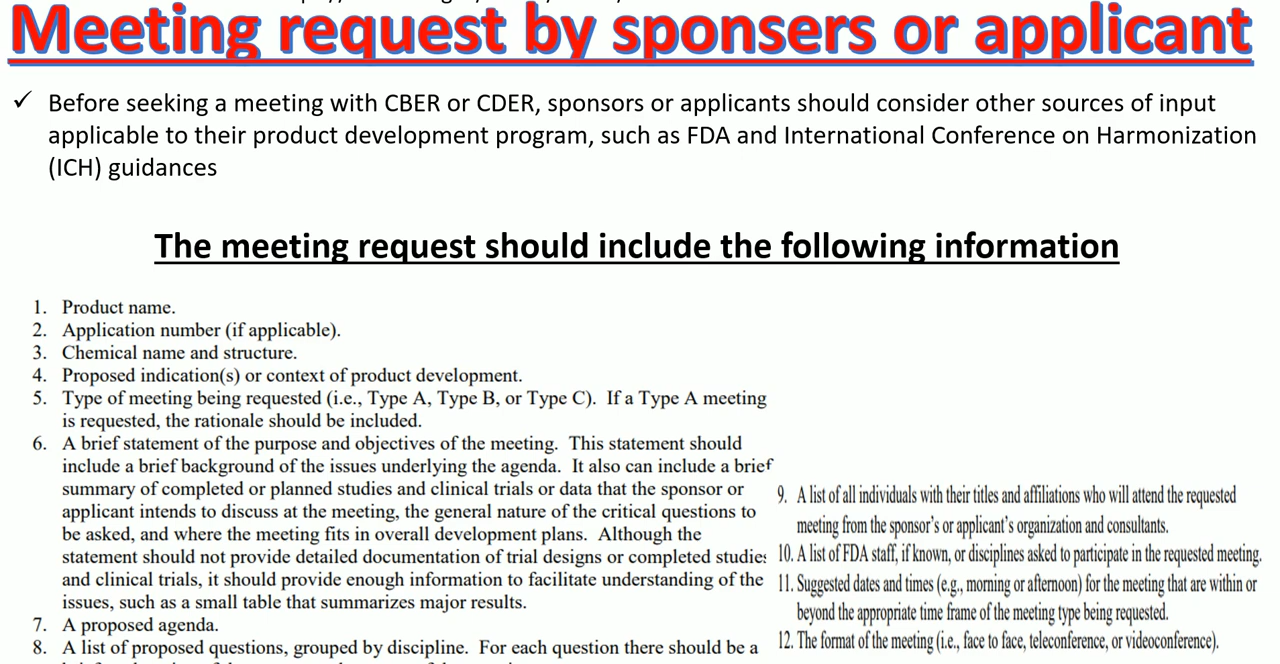 Meeting request by sponsers or applicant
✓ Before seeking a meeting with CBER or CDER, sponsors or applicants should consider other sources of input
applicable to their product development program, such as FDA and International Conference on Harmonization
(ICH) guidances
The meeting request should include the following information
1. Product name.
2. Application number (if applicable).
3. Chemical name and structure.
4. Proposed indication(s) or context of product development.
5. Type of meeting being requested (i.e., Type A, Type B, or Type C). If a Type A meeting
is requested, the rationale should be included.
6. A brief statement of the purpose and objectives of the meeting. This statement should
include a brief background of the issues underlying the agenda. It also can include a brief
summary of completed or planned studies and clinical trials or data that the sponsor or
applicant intends to discuss at the meeting, the general nature of the critical questions to
be asked, and where the meeting fits in overall development plans. Although the
statement should not provide detailed documentation of trial designs or completed studies
and clinical trials, it should provide enough information to facilitate understanding of the
issues, such as a small table that summarizes major results.
7. A proposed agenda.
8. A list of proposed questions, grouped by discipline. For each question there should be a
9. A list of all individuals with their titles and affiliations who will attend the requested
meeting from the sponsor's or applicant's organization and consultants.
10. A list of FDA staff, if known, or disciplines asked to participate in the requested meeting.
11. Suggested dates and times (e.g., morning or afternoon) for the meeting that are within or
beyond the appropriate time frame of the meeting type being requested.
12. The format of the meeting (i.e., face to face, teleconference, or videoconference).